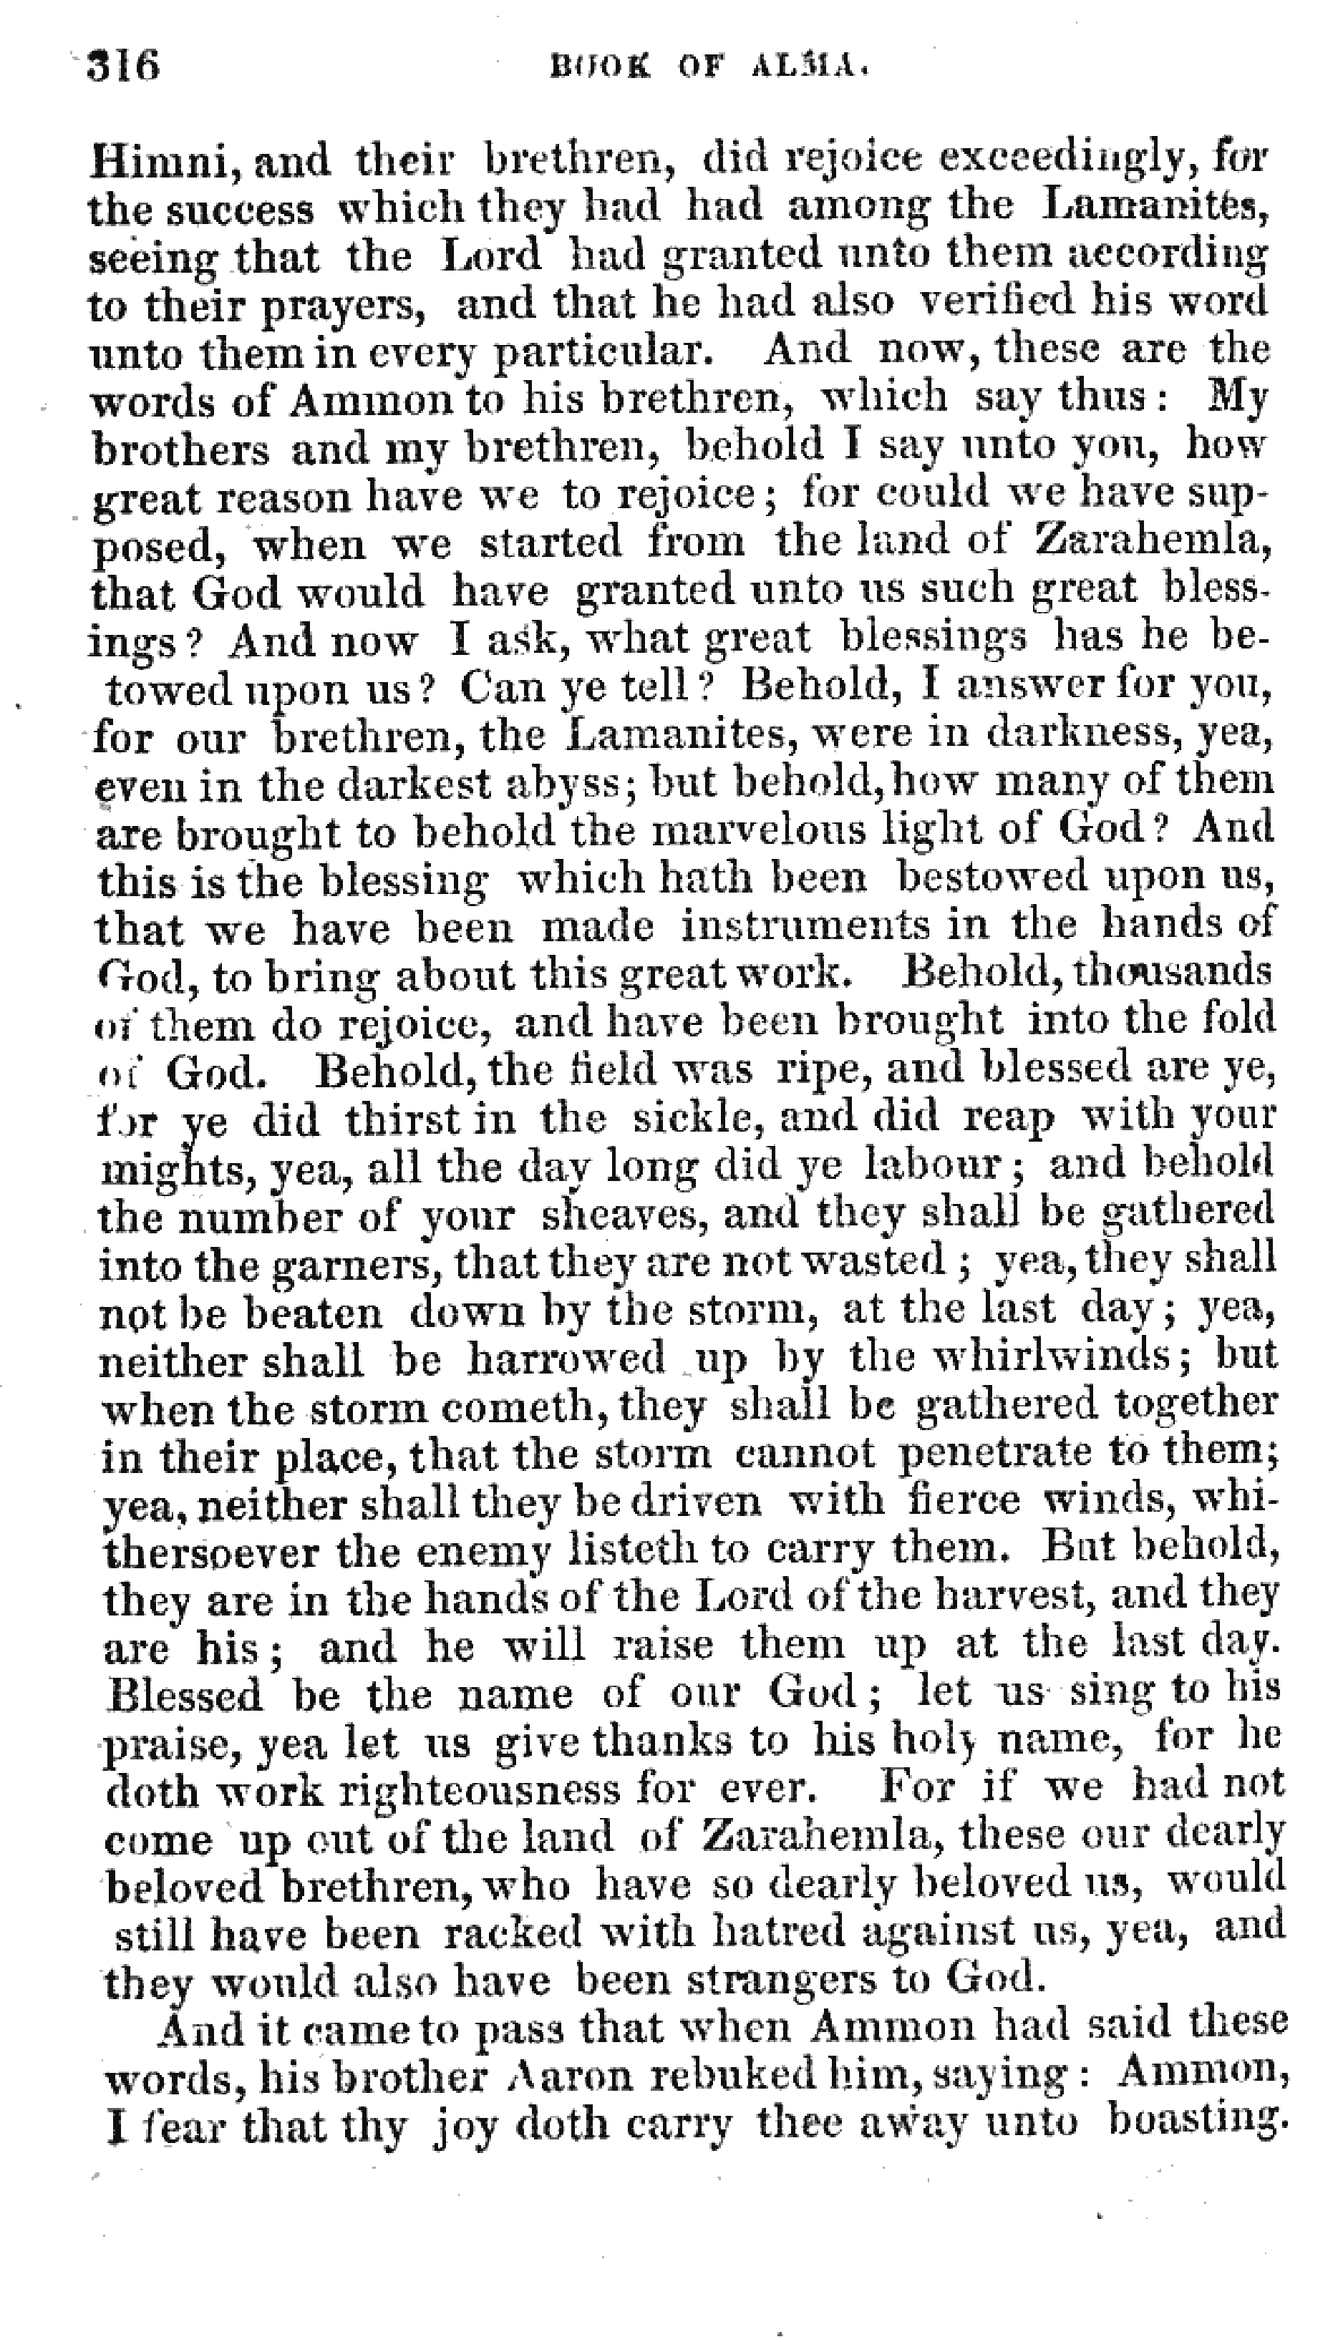 316 BOOK OF ALMA.
Himni, and their brethren, did rejoice exceedingly, for
the success which they had had among the Lamanites,
seeing that the Lord had granted unto them according
to their prayers, and that he had also verified his word
unto them in every particular. And now, these are the
words of Ammon to his brethren, which say thus: My
brothers and my brethren, behold I say unto you, how
great reason have we to rejoice; for could we have sup-
posed, when we started from the land of Zarahemla,
that God would have granted unto us such great bless-
ings? And now I ask, what great blessings has he be-
towed upon us? Can ye tell? Behold, I answer for you,
for our brethren, the Lamanites, were in darkness, yea,
even in the darkest abyss; but behold, how many of them
are brought to behold the marvelous light of God? And
this is the blessing which hath been bestowed upon us,
that we have been made instruments in the hands of
God, to bring about this great work. Behold, thousands
of them do rejoice, and have been brought into the fold
of God. Behold, the field was ripe, and blessed are ye,
for ye did thirst in the sickle, and did reap with your
mights, yea, all the day long did ye labour; and behold
the number of your sheaves, and they shall be gathered
into the garners, that they are not wasted; yea, they shall
not be beaten down by the storm, at the last day; yea,
neither shall be harrowed up by the whirlwinds; but
when the storm cometh, they shall be gathered together
in their place, that the storm cannot penetrate to them;
yea, neither shall they be driven with fierce winds, whi-
thersoever the enemy listeth to carry them. But behold,
they are in the hands of the Lord of the harvest, and they
are his; and he will raise them up at the last day.
Blessed be the name of our God; let us sing to his
praise, yea let us give thanks to his holy name, for he
doth work righteousness for ever. For if we had not
come up out of the land of Zarahemla, these our dearly
beloved brethren, who have so dearly beloved us, would
still have been racked with hatred against us, yea, and
they would also have been strangers to God.
And it came to pass that when Ammon had said these
words, his brother Aaron rebuked him, saying: Ammon,
I fear that thy joy doth carry thee away unto boasting.